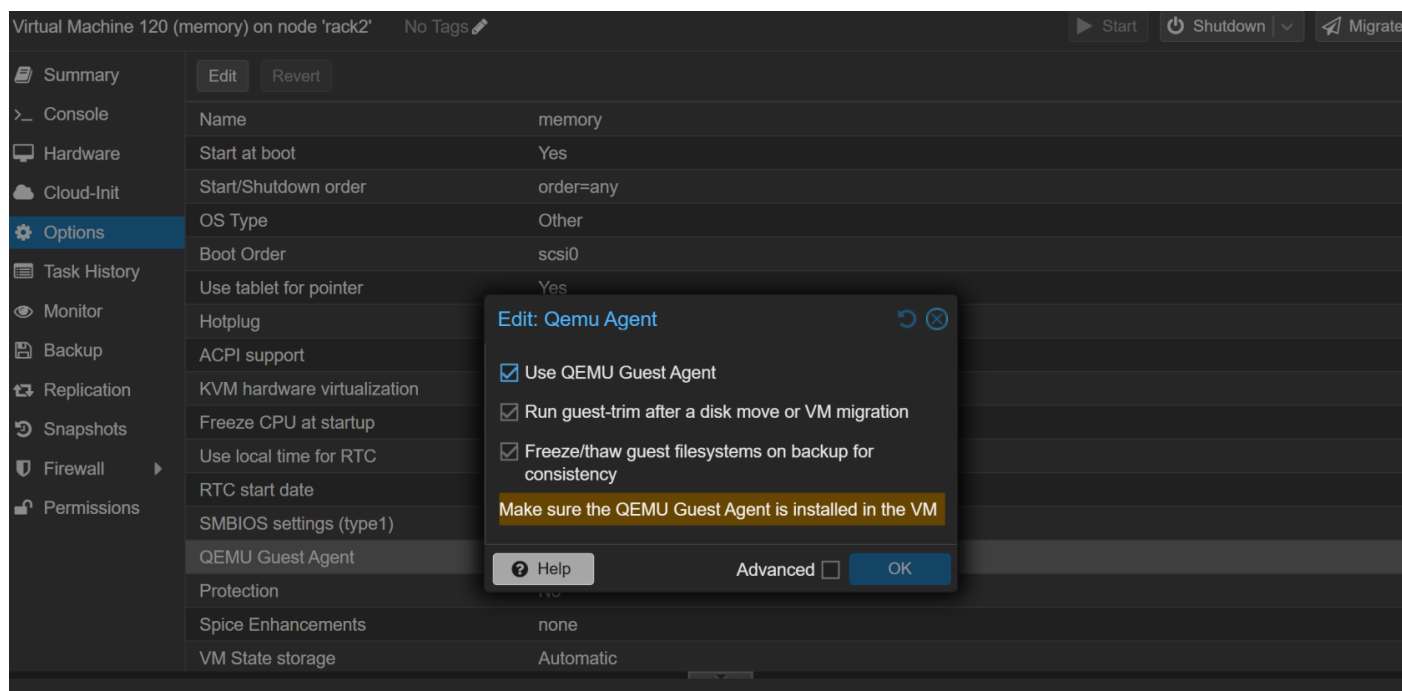 Virtual Machine 120 (memory) on node 'rack2' No Tags Start Shutdown Migrate
Summary
Console
Hardware
Cloud-Init
Options
Task History
Monitor
Backup
Replication
Snapshots
Firewall
Permissions
Edit Revert
Name memory
Start at boot Yes
Start/Shutdown order order=any
OS Type Other
Boot Order scsi0
Use tablet for pointer Yes
Hotplug
ACPI support
KVM hardware virtualization
Freeze CPU at startup
Use local time for RTC
RTC start date
SMBIOS settings (type1)
QEMU Guest Agent
Protection No
Spice Enhancements none
VM State storage Automatic
Edit: Qemu Agent
Use QEMU Guest Agent
Run guest-trim after a disk move or VM migration
Freeze/thaw guest filesystems on backup for
consistency
Make sure the QEMU Guest Agent is installed in the VM
Help Advanced OK